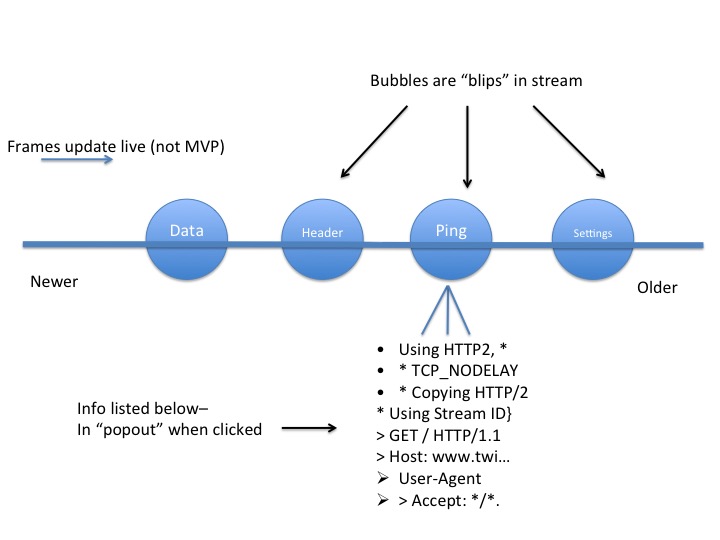 Bubbles are “blips” in stream
Frames update live (not MVP)
Data
Header
Ping
Settings
Newer
Older
• Using HTTP2, *
• * TCP_NODELAY
• * Copying HTTP/2
* Using Stream ID}
> GET / HTTP/1.1
> Host: www.twi…
➢ User-Agent
➢ > Accept: */*.
Info listed below–
In “popout” when clicked